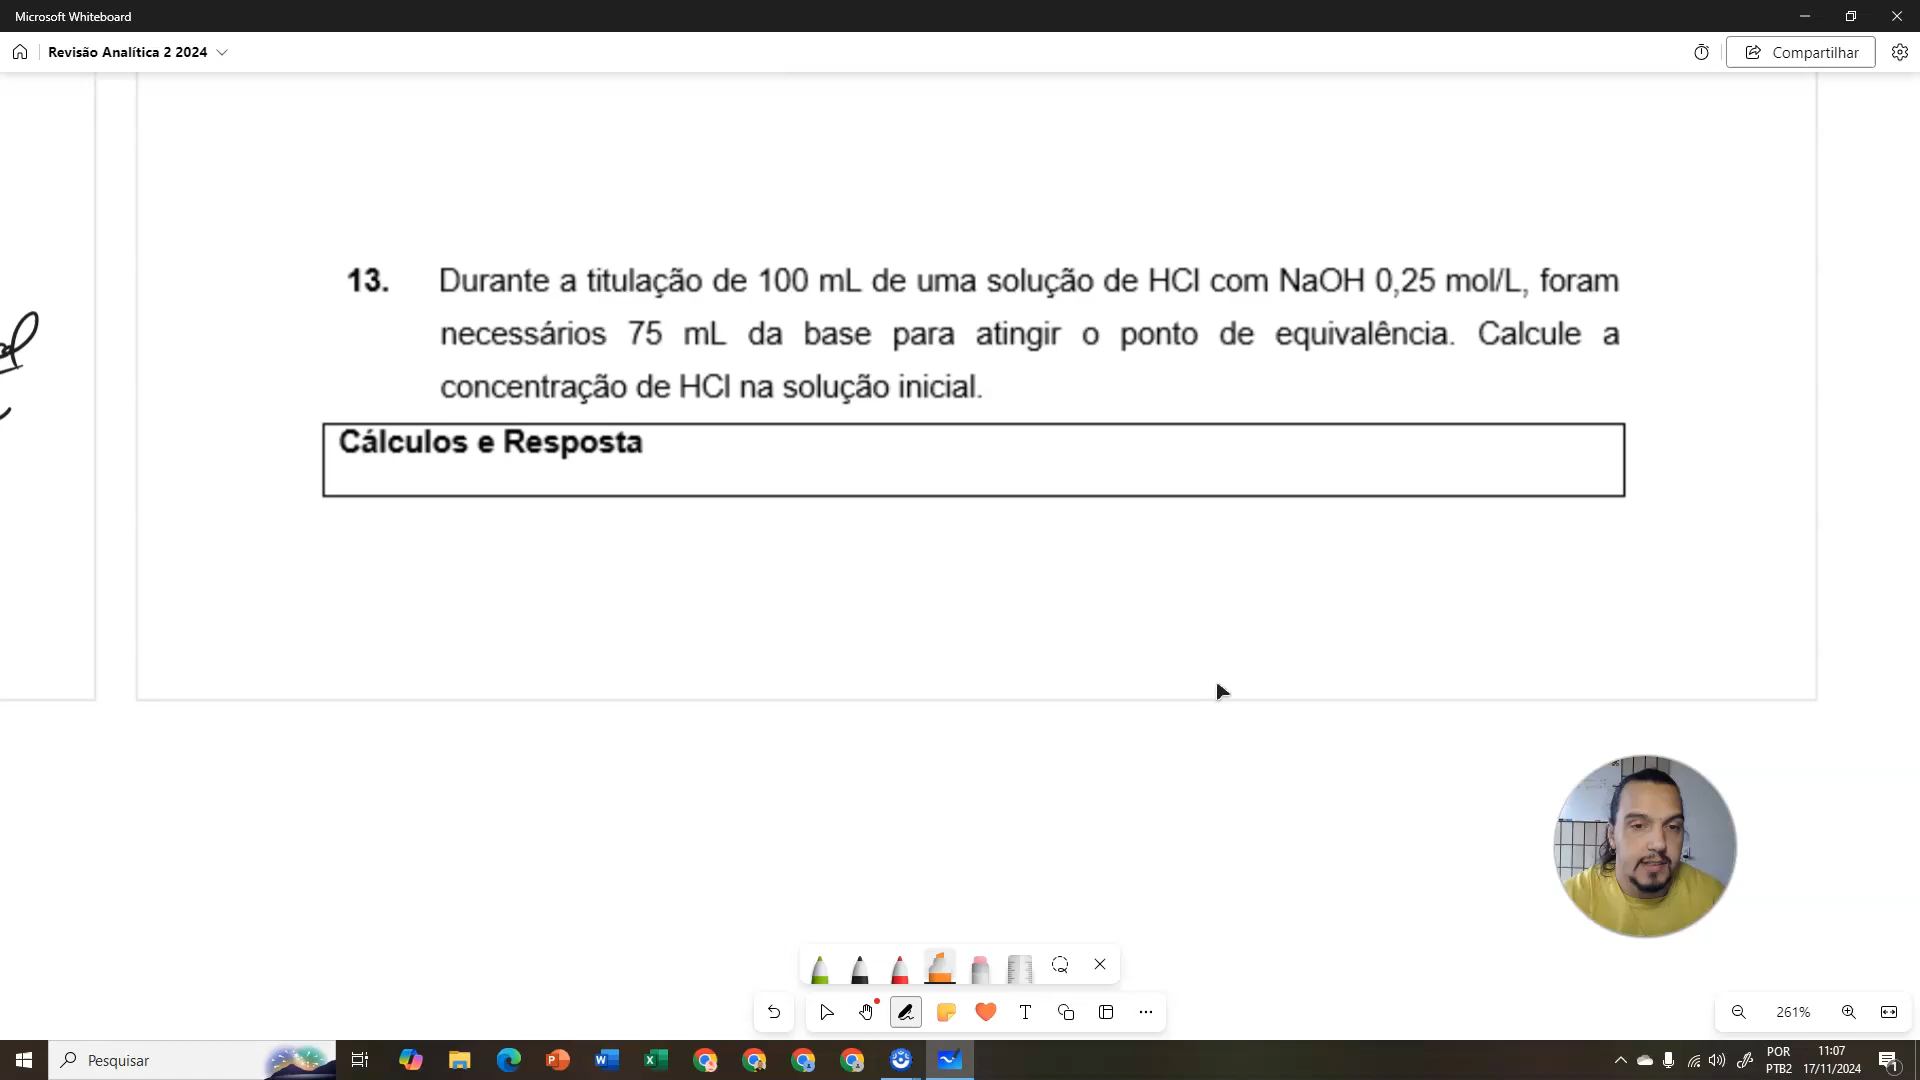 Microsoft Whiteboard
Revisão Analítica 2 2024
Compartilhar
13. Durante a titulação de 100 mL de uma solução de HCl com NaOH 0,25 mol/L, foram
necessários 75 mL da base para atingir o ponto de equivalência. Calcule a
concentração de HCl na solução inicial.
Cálculos e Resposta
261%
Pesquisar
POR
PTB2
11:07
17/11/2024
1